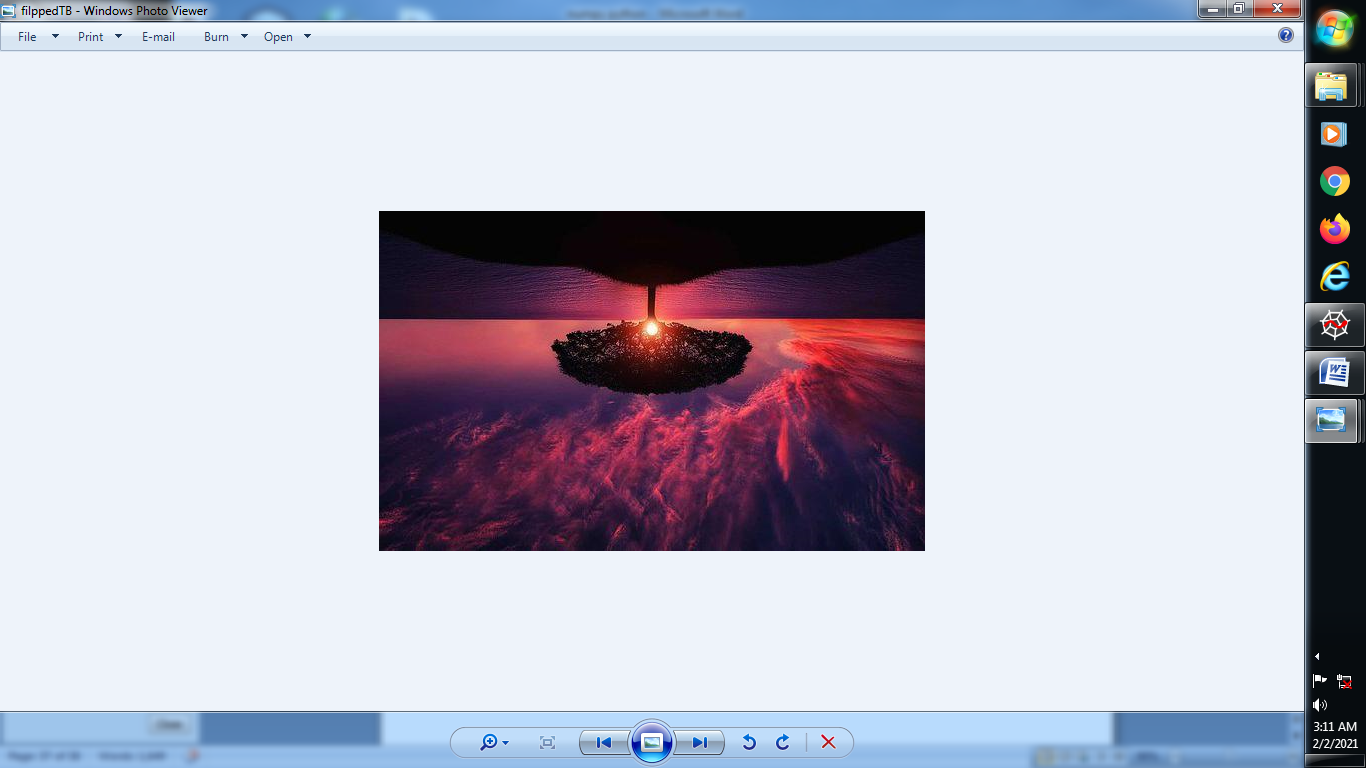 filppedTB - Windows Photo Viewer
File Print E-mail Burn Open
3:11 AM
2/2/2021